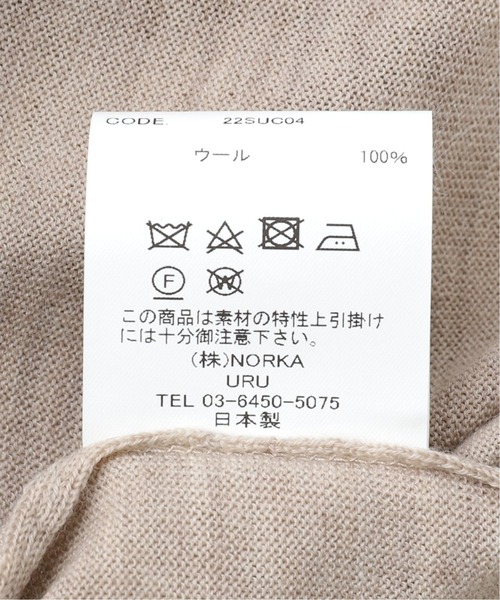 CODE. 22SUC04
ウール 100%
F W
この商品は素材の特性上引掛け
には十分御注意下さい。
(株)NORKA
URU
TEL 03-6450-5075
日本製